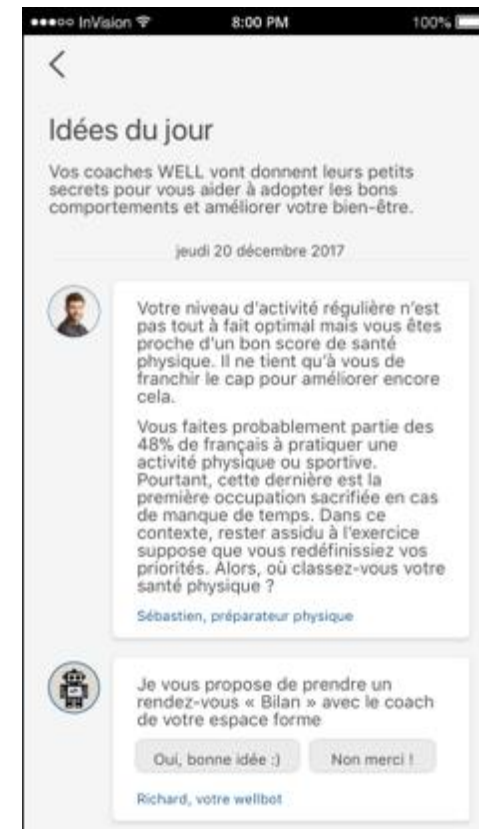 InVision 8:00 PM 100%
Idées du jour
Vos coaches WELL vont donnent leurs petits
secrets pour vous aider à adopter les bons
comportements et améliorer votre bien-être.
jeudi 20 décembre 2017
Votre niveau d'activité régulière n'est
pas tout à fait optimal mais vous êtes
proche d'un bon score de santé
physique. Il ne tient qu'à vous de
franchir le cap pour améliorer encore
cela.
Vous faites probablement partie des
48% de français à pratiquer une
activité physique ou sportive.
Pourtant, cette dernière est la
première occupation sacrifiée en cas
de manque de temps. Dans ce
contexte, rester assidu à l'exercice
suppose que vous redéfinissiez vos
priorités. Alors, où classez-vous votre
santé physique ?
Sébastien, préparateur physique
Je vous propose de prendre un
rendez-vous « Bilan » avec le coach
de votre espace forme
Oui, bonne idée :) Non merci !
Richard, votre wellbot